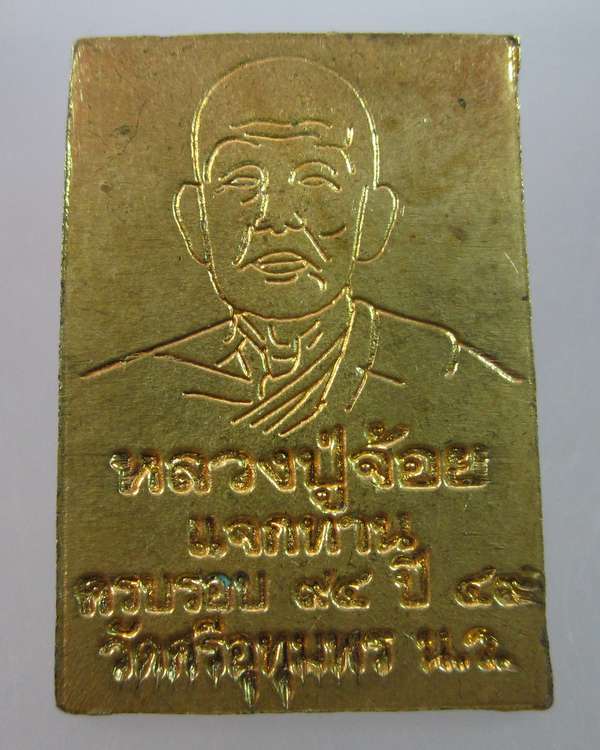 หลวงปู่จ้อย
แจกทาน
ครบรอบ ๙๔ ปี ๔๙
วัดศรีอุทุมพร น.ว.